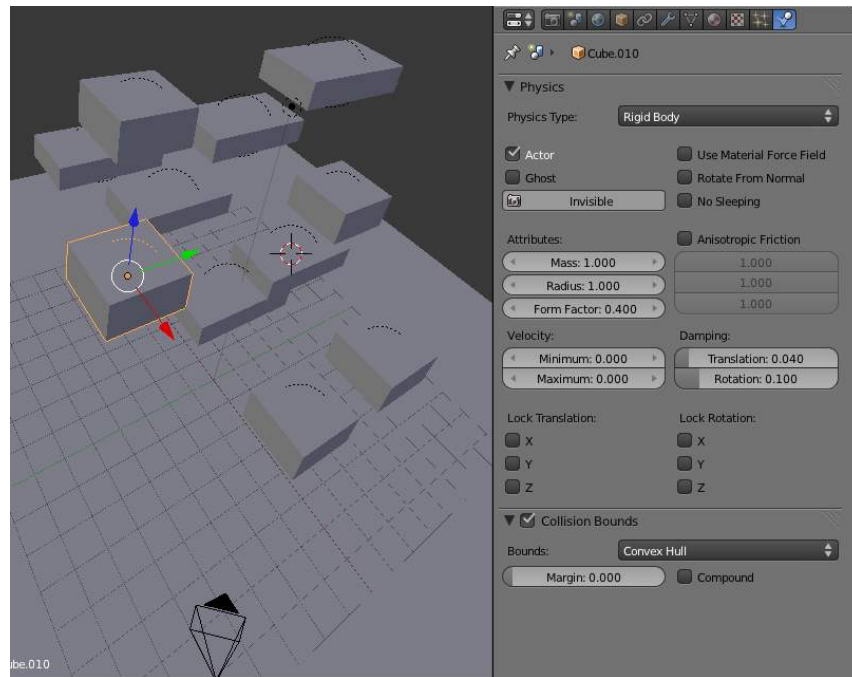 Cube.010
Physics
Physics Type: Rigid Body
Actor Use Material Force Field
Ghost Rotate From Normal
Invisible No Sleeping
Attributes: Anisotropic Friction
Mass: 1.000 1.000
Radius: 1.000 1.000
Form Factor: 0.400 1.000
Velocity: Damping:
Minimum: 0.000 Translation: 0.040
Maximum: 0.000 Rotation: 0.100
Lock Translation: Lock Rotation:
X X
Y Y
Z Z
Collision Bounds
Bounds: Convex Hull
Margin: 0.000 Compound
ube.010